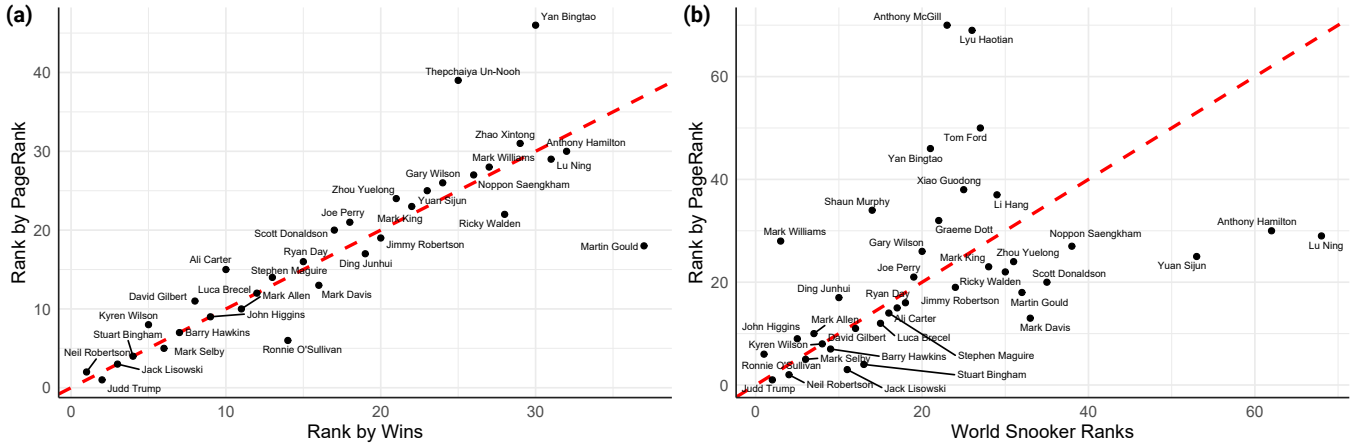 (a)
Yan Bingtao
Thepchaiya Un-Nooh
Zhao Xintong
Anthony Hamilton
Mark Williams
Lu Ning
Gary Wilson
Noppon Saengkham
Zhou Yuelong
Yuan Sijun
Joe Perry
Mark King
Ricky Walden
Scott Donaldson
Jimmy Robertson
Martin Gould
Ryan Day
Ding Junhui
Ali Carter
Stephen Maguire
Luca Brecel
Mark Allen
Mark Davis
David Gilbert
John Higgins
Kyren Wilson
Stuart Bingham
Barry Hawkins
Ronnie O'Sullivan
Mark Selby
Neil Robertson
Jack Lisowski
Judd Trump
40
30
20
10
0
0 10 20 30
Rank by PageRank
Rank by Wins
(b)
Anthony McGill
Lyu Haotian
Tom Ford
Yan Bingtao
Xiao Guodong
Li Hang
Shaun Murphy
Graeme Dott
Anthony Hamilton
Mark Williams
Noppon Saengkham
Gary Wilson
Lu Ning
Mark King
Zhou Yuelong
Yuan Sijun
Joe Perry
Scott Donaldson
Ricky Walden
Ding Junhui
Ryan Day
Jimmy Robertson
Martin Gould
Mark Allen
Ali Carter
Mark Davis
John Higgins
David Gilbert
Luca Brecel
Kyren Wilson
Barry Hawkins
Stephen Maguire
Ronnie O'Sullivan
Mark Selby
Stuart Bingham
Judd Trump
Neil Robertson
Jack Lisowski
60
40
20
0
0 20 40 60
Rank by PageRank
World Snooker Ranks